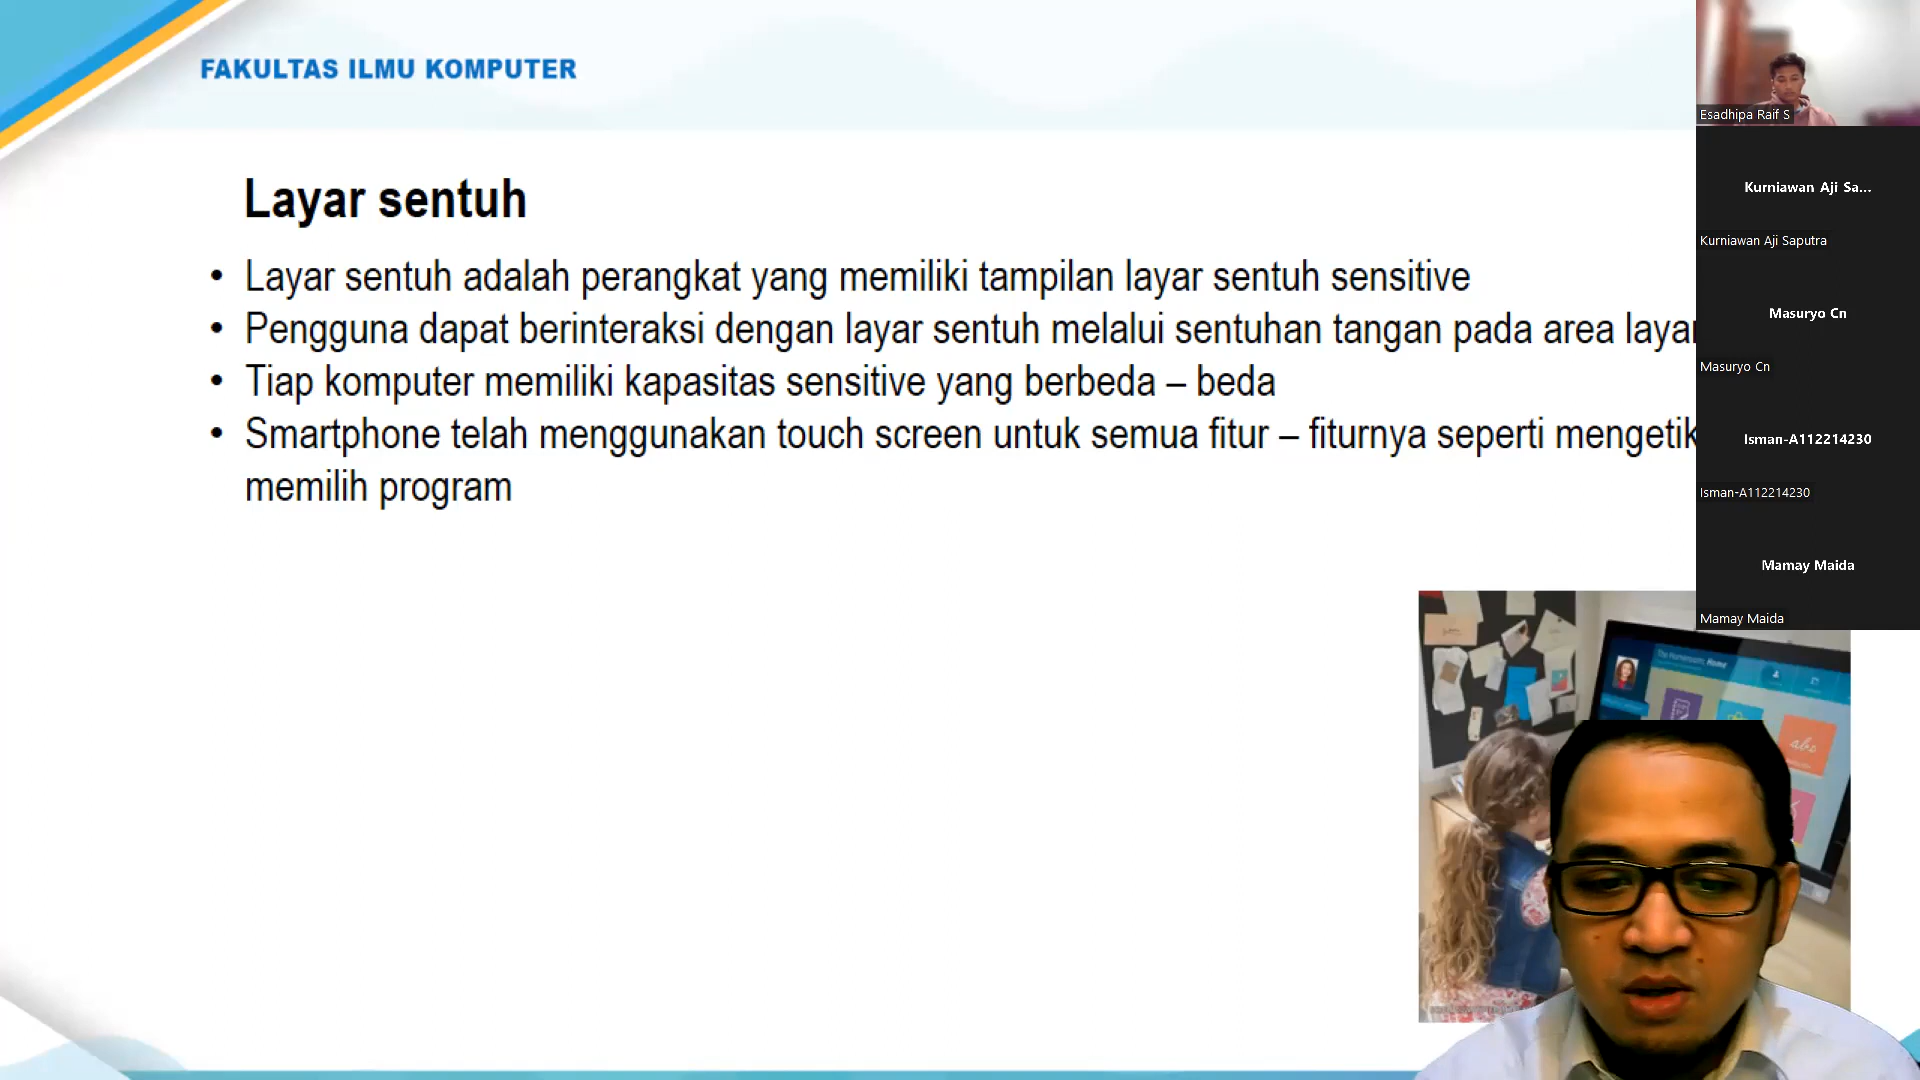 FAKULTAS ILMU KOMPUTER
Layar sentuh
• Layar sentuh adalah perangkat yang memiliki tampilan layar sentuh sensitive
• Pengguna dapat berinteraksi dengan layar sentuh melalui sentuhan tangan pada area layar
• Tiap komputer memiliki kapasitas sensitive yang berbeda – beda
• Smartphone telah menggunakan touch screen untuk semua fitur – fiturnya seperti mengetik
memilih program
Esadhipa Raif S
Kurniawan Aji Sa...
Kurniawan Aji Saputra
Masuryo Cn
Masuryo Cn
Isman-A112214230
Isman-A112214230
Mamay Maida
Mamay Maida
Home
abc